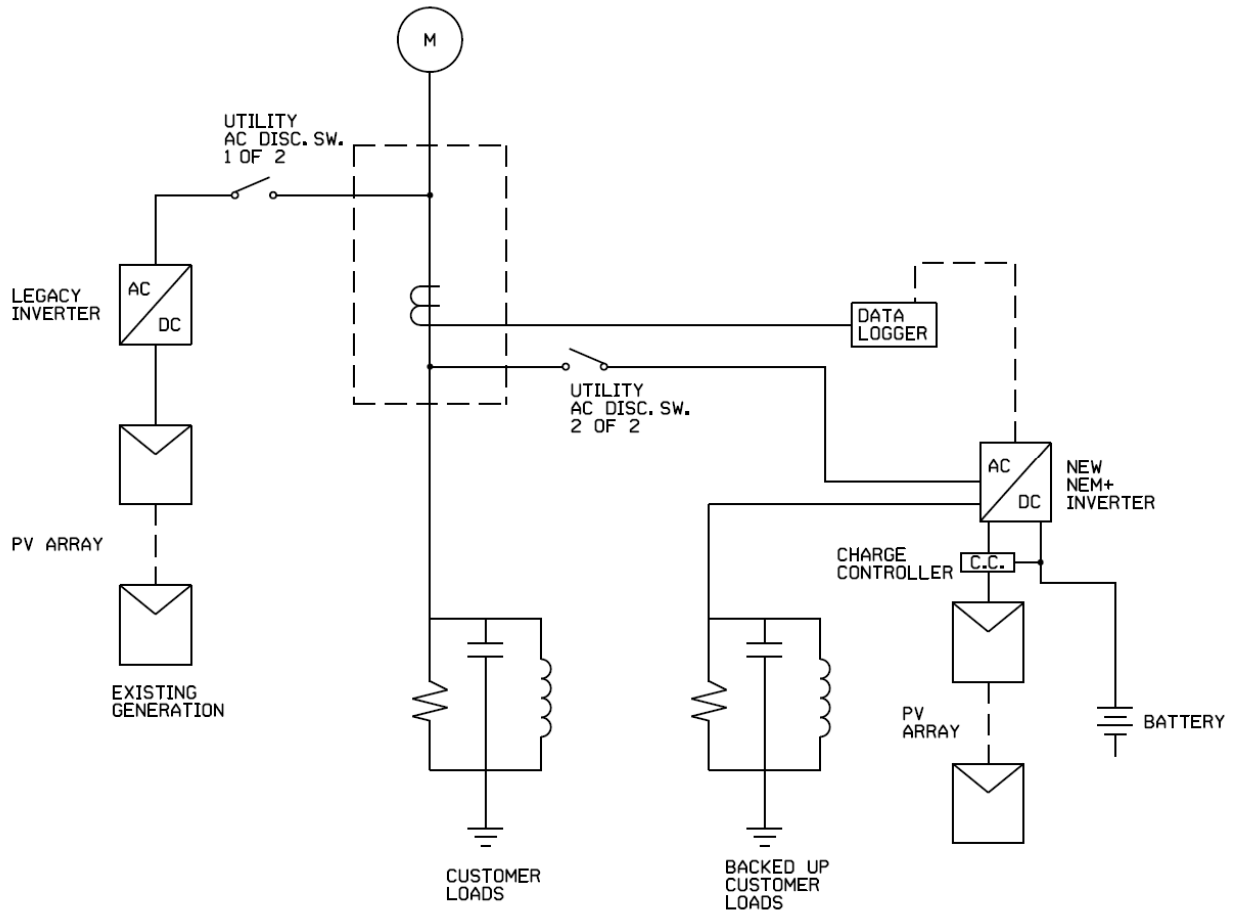 M
UTILITY
AC DISC. SW.
1 OF 2
LEGACY
INVERTER
AC
DC
DATA
LOGGER
UTILITY
AC DISC. SW.
2 OF 2
AC
DC
NEW
NEM+
INVERTER
PV ARRAY
CHARGE
CONTROLLER
C.C.
EXISTING
GENERATION
PV
ARRAY
BATTERY
CUSTOMER
LOADS
BACKED UP
CUSTOMER
LOADS